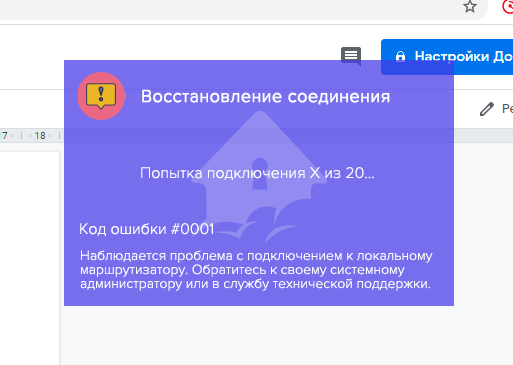 Настройки До
Восстановление соединения
Ре
17 18
Попытка подключения X из 20...
Код ошибки #0001
Наблюдается проблема с подключением к локальному
маршрутизатору. Обратитесь к своему системному
администратору или в службу технической поддержки.